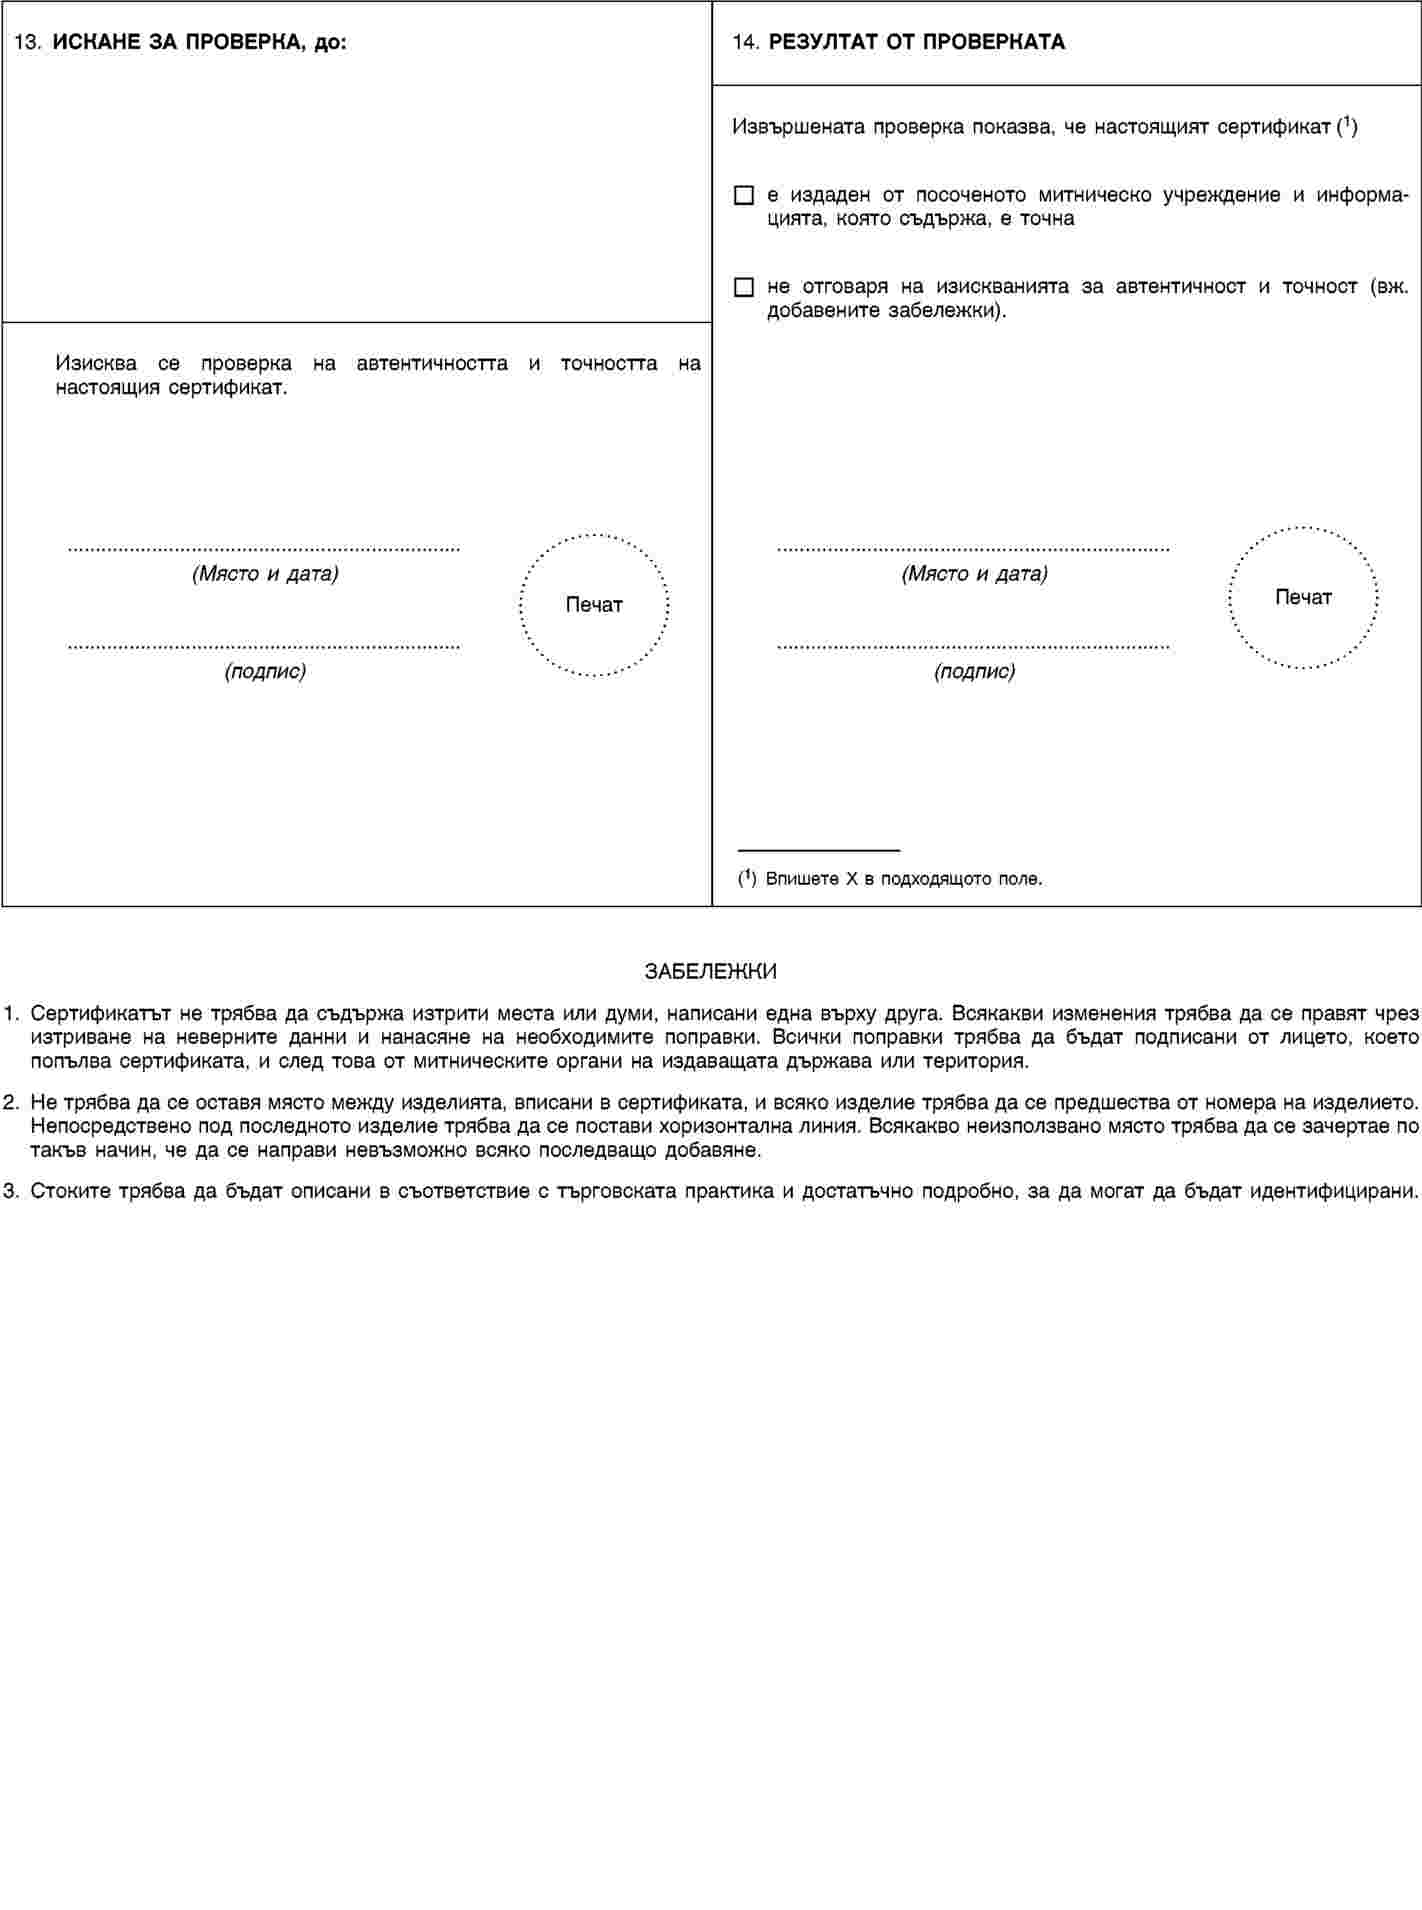 13. ИСКАНЕ ЗА ПРОВЕРКА, до:
Изисква се проверка на автентичността и точността на
настоящия сертификат.
(Място и дата)
Печат
(подпис)
14. РЕЗУЛТАТ ОТ ПРОВЕРКАТА
Извършената проверка показва, че настоящият сертификат (1)
е издаден от посоченото митническо учреждение и информа-
цията, която съдържа, е точна
не отговаря на изискванията за автентичност и точност (вж.
добавените забележки).
(Място и дата)
Печат
(подпис)
(1) Впишете X в подходящото поле.
ЗАБЕЛЕЖКИ
1. Сертификатът не трябва да съдържа изтрити места или думи, написани една върху друга. Всякакви изменения трябва да се правят чрез
изтриване на неверните данни и нанасяне на необходимите поправки. Всички поправки трябва да бъдат подписани от лицето, което
попълва сертификата, и след това от митническите органи на издаващата държава или територия.
2. Не трябва да се оставя място между изделията, вписани в сертификата, и всяко изделие трябва да се предшества от номера на изделието.
Непосредствено под последното изделие трябва да се постави хоризонтална линия. Всякакво неизползвано място трябва да се зачертае по
такъв начин, че да се направи невъзможно всяко последващо добавяне.
3. Стоките трябва да бъдат описани в съответствие с търговската практика и достатъчно подробно, за да могат да бъдат идентифицирани.